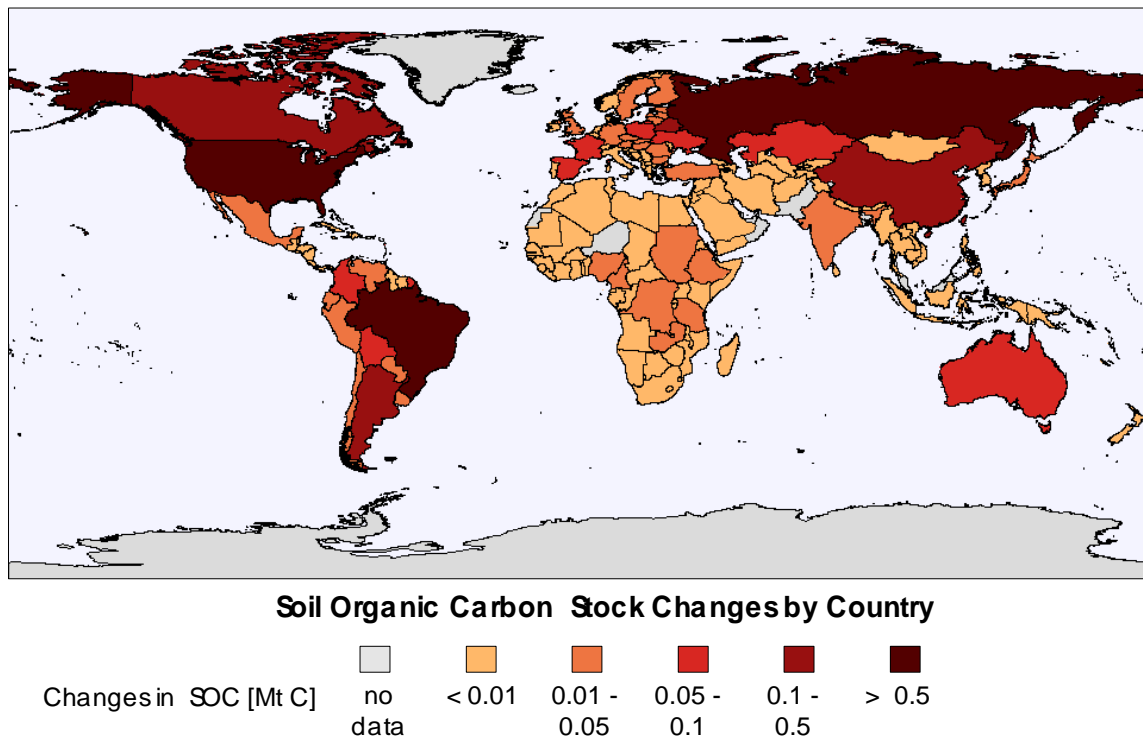 Soil Organic Carbon Stock Changes by Country
Changes in SOC [Mt C]
no data
< 0.01
0.01 - 0.05
0.05 - 0.1
0.1 - 0.5
> 0.5